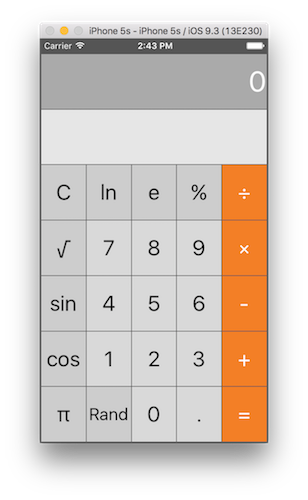 iPhone 5s - iPhone 5s / iOS 9.3 (13E230)
Carrier 2:43 PM
0
C ln e % ÷
√ 7 8 9 ×
sin 4 5 6 -
cos 1 2 3 +
π Rand 0 . =